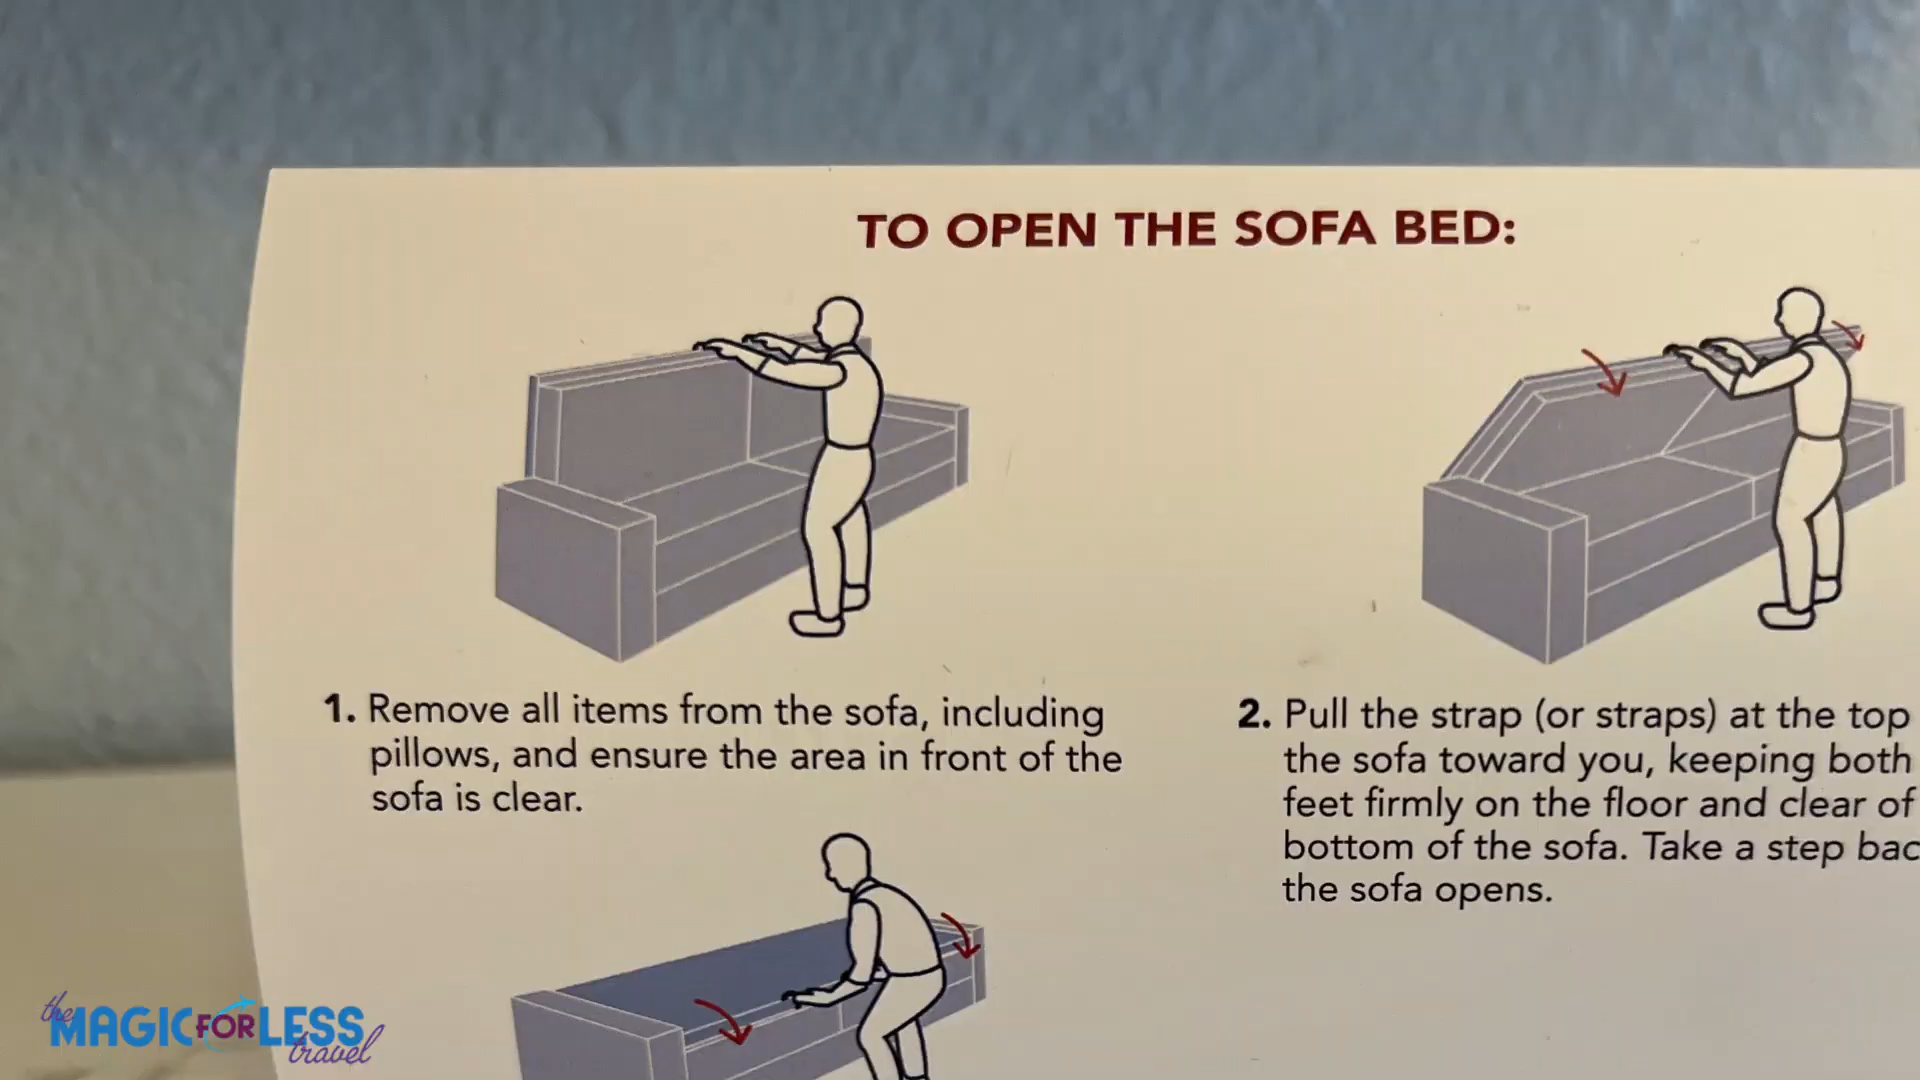 TO OPEN THE SOFA BED:
1. Remove all items from the sofa, including
pillows, and ensure the area in front of the
sofa is clear.
2. Pull the strap (or straps) at the top
the sofa toward you, keeping both
feet firmly on the floor and clear of
bottom of the sofa. Take a step bac
the sofa opens.
the
MAGIC FOR LESS
travel